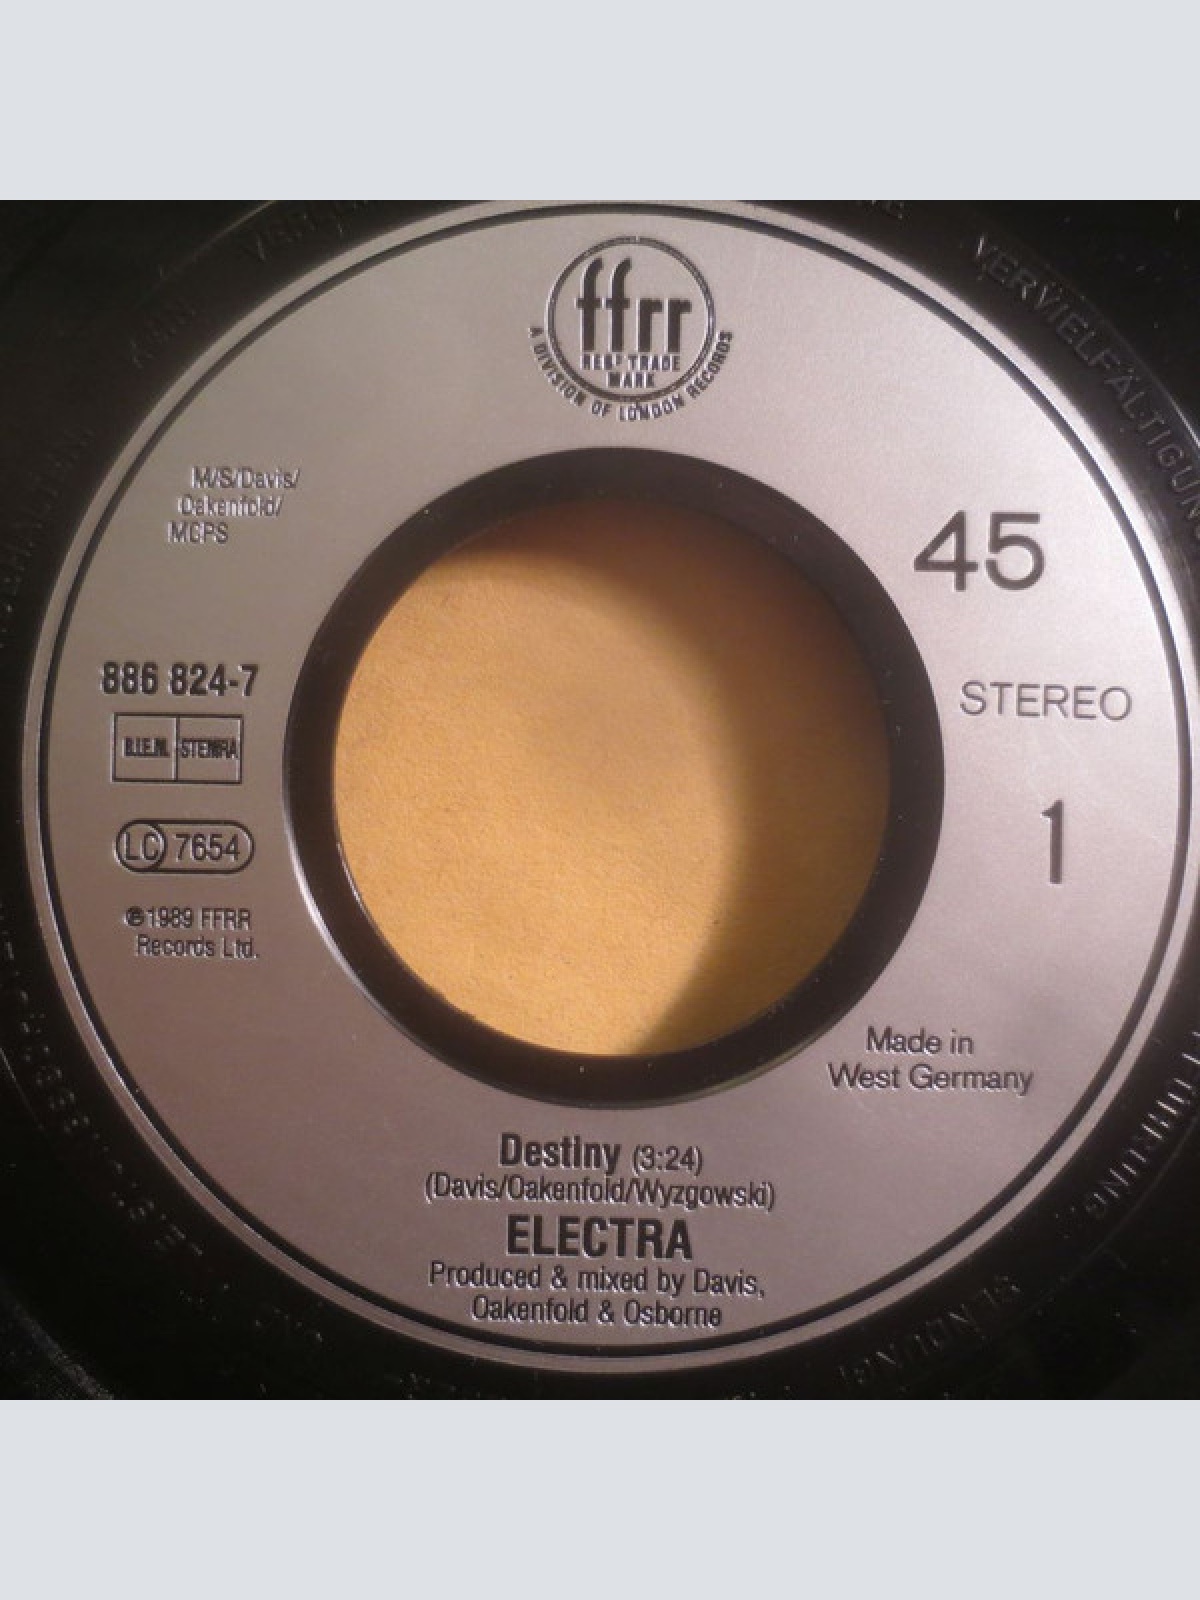 ffrr
REG'D TRADE
MARK
A DIVISION OF LONDON RECORDS
M/S/Davis/
Oakenfold/
MCPS
45
886 824-7
STEREO
B.I.E.M. STEMRA
LC 7654
1
℗1989 FFRR
Records Ltd.
Made in
West Germany
Destiny (3:24)
(Davis/Oakenfold/Wyzgowski)
ELECTRA
Produced & mixed by Davis,
Oakenfold & Osborne
VERVIELFÄLTIGUNG